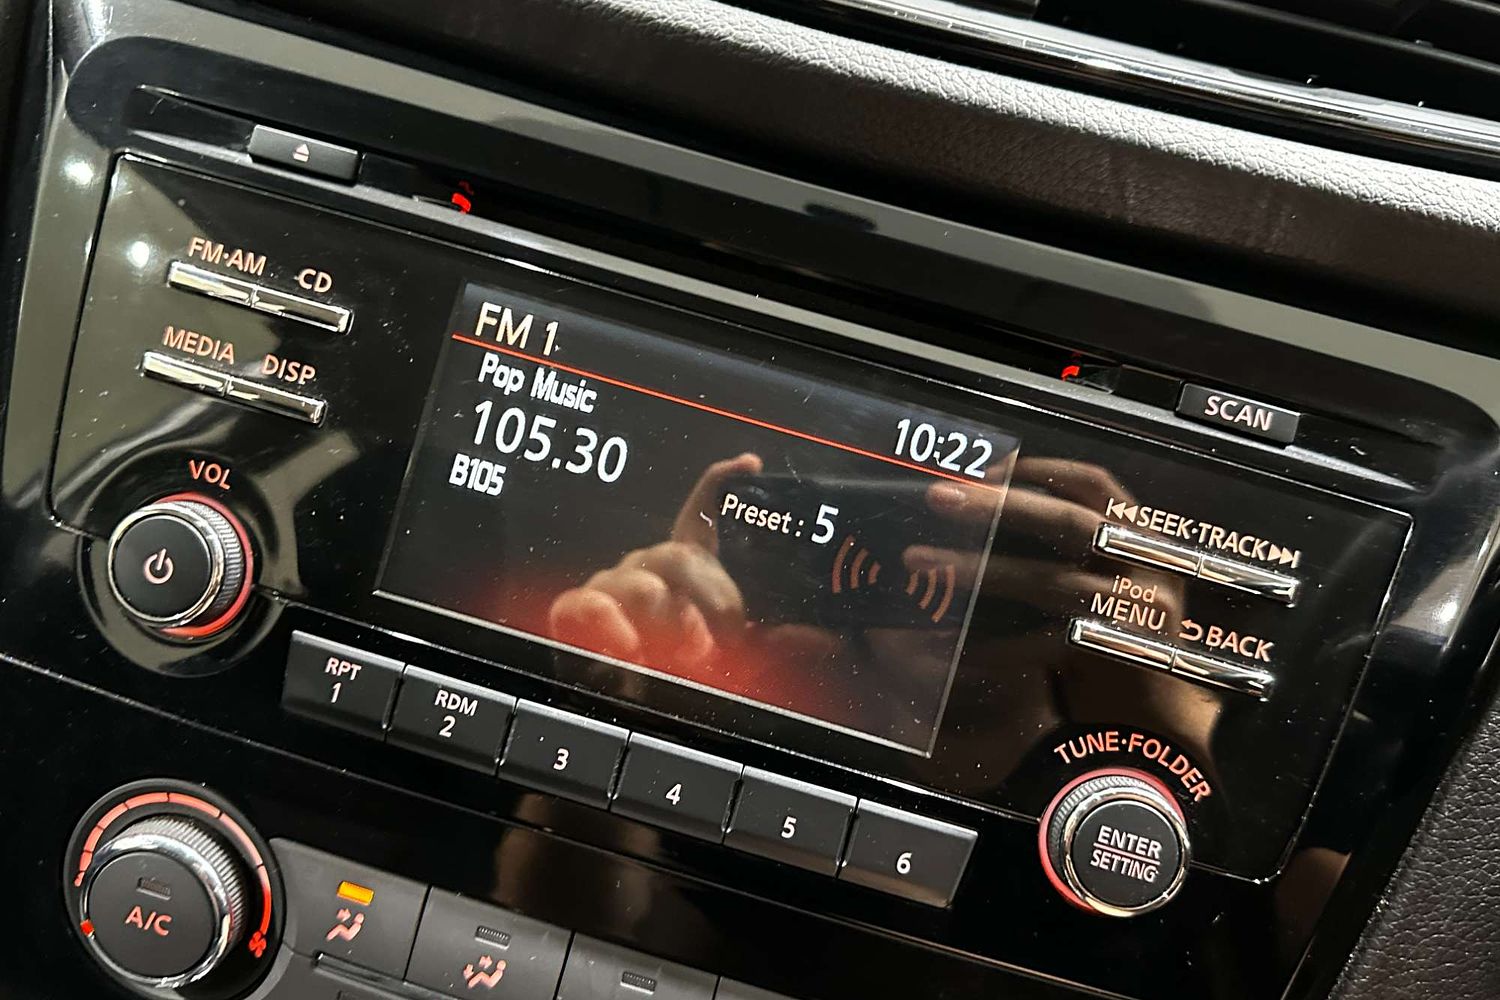 FM·AM CD
MEDIA DISP
VOL
FM 1
Pop Music
10:22
105.30
B105
Preset : 5
SCAN
SEEK·TRACK
iPod
MENU BACK
TUNE·FOLDER
ENTER
SETTING
RPT
1
RDM
2
3
4
5
6
A/C